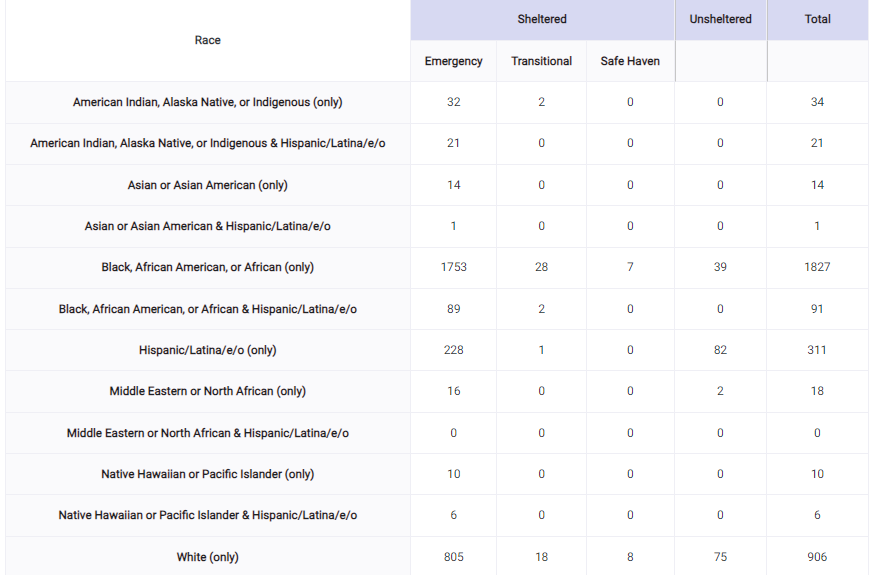 Race Sheltered Unsheltered Total
Emergency Transitional Safe Haven
American Indian, Alaska Native, or Indigenous (only) 32 2 0 0 34
American Indian, Alaska Native, or Indigenous & Hispanic/Latina/e/o 21 0 0 0 21
Asian or Asian American (only) 14 0 0 0 14
Asian or Asian American & Hispanic/Latina/e/o 1 0 0 0 1
Black, African American, or African (only) 1753 28 7 39 1827
Black, African American, or African & Hispanic/Latina/e/o 89 2 0 0 91
Hispanic/Latina/e/o (only) 228 1 0 82 311
Middle Eastern or North African (only) 16 0 0 2 18
Middle Eastern or North African & Hispanic/Latina/e/o 0 0 0 0 0
Native Hawaiian or Pacific Islander (only) 10 0 0 0 10
Native Hawaiian or Pacific Islander & Hispanic/Latina/e/o 6 0 0 0 6
White (only) 805 18 8 75 906